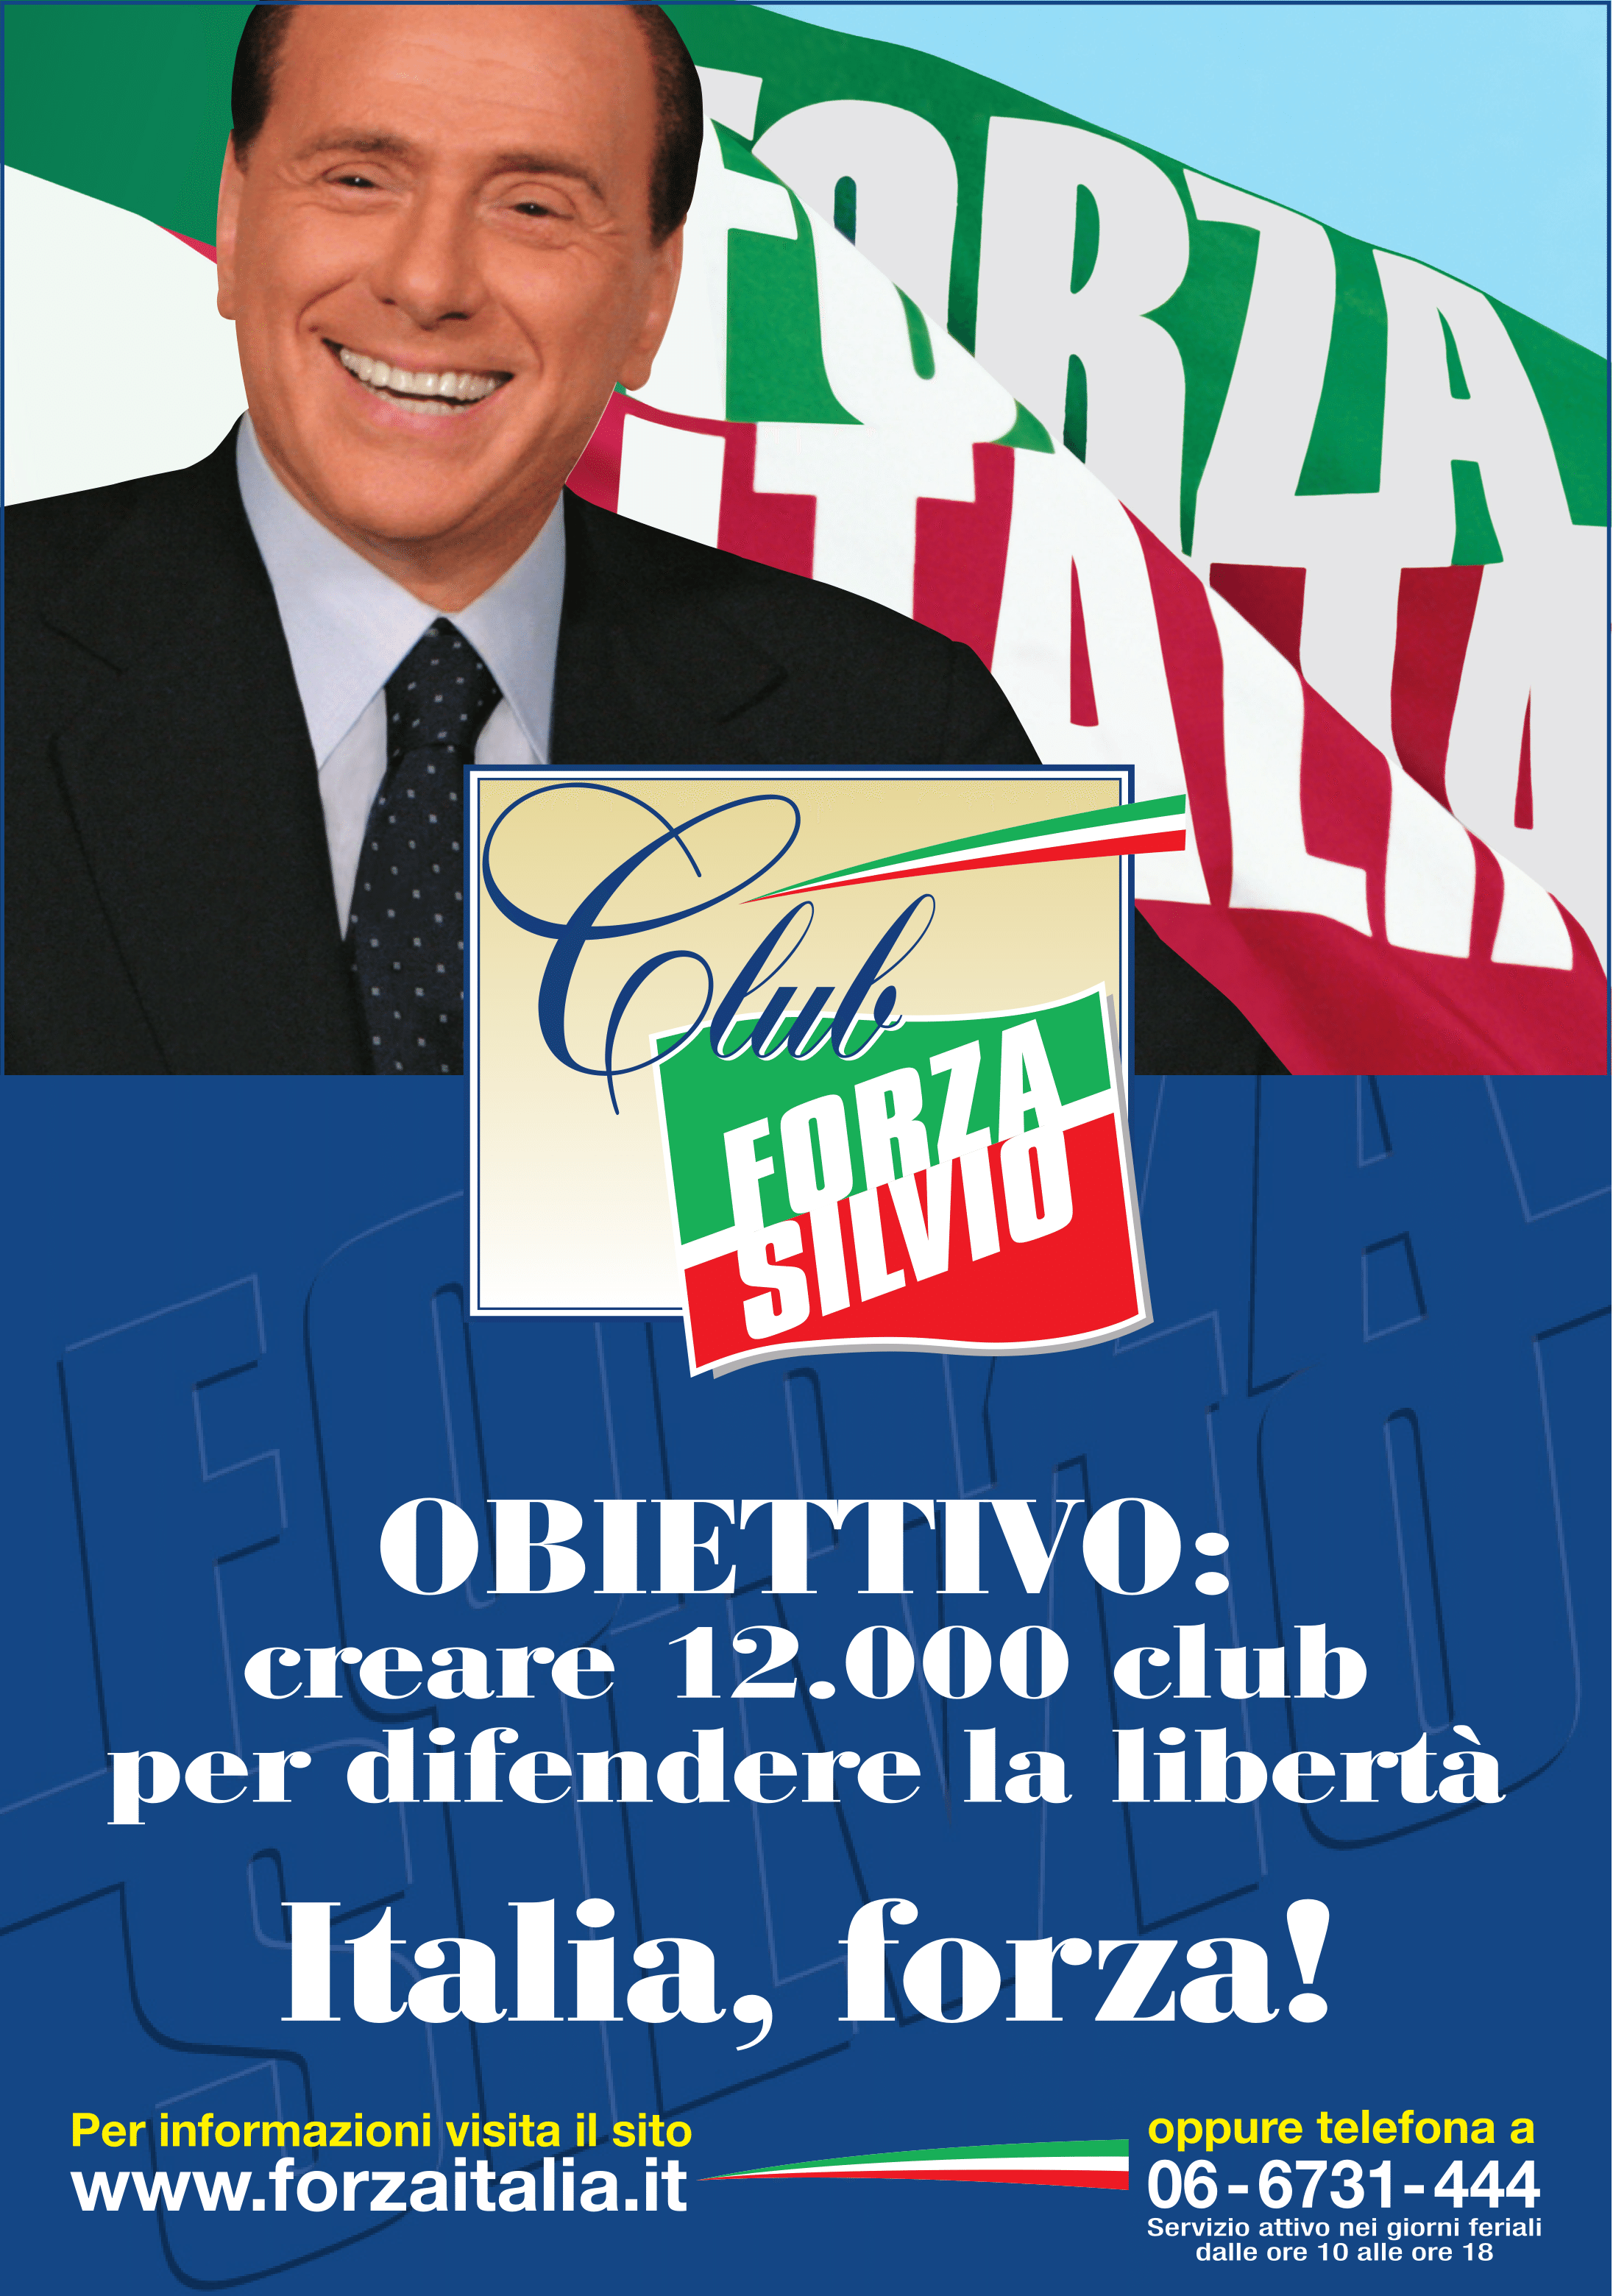 FORZA
ITALIA
Club
FORZA
SILVIO
FORZA
SILVIO
OBIETTIVO:
creare 12.000 club
per difendere la libertà
Italia, forza!
Per informazioni visita il sito
www.forzaitalia.it
oppure telefona a
06-6731-444
Servizio attivo nei giorni feriali
dalle ore 10 alle ore 18